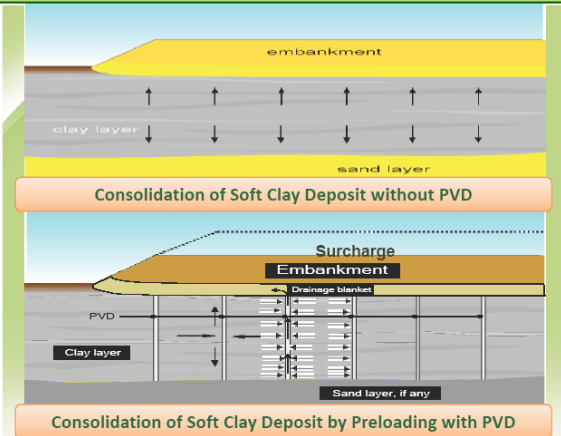 embankment
clay layer
sand layer
Consolidation of Soft Clay Deposit without PVD
Surcharge
Embankment
Drainage blanket
PVD
Clay layer
Sand layer, if any
Consolidation of Soft Clay Deposit by Preloading with PVD